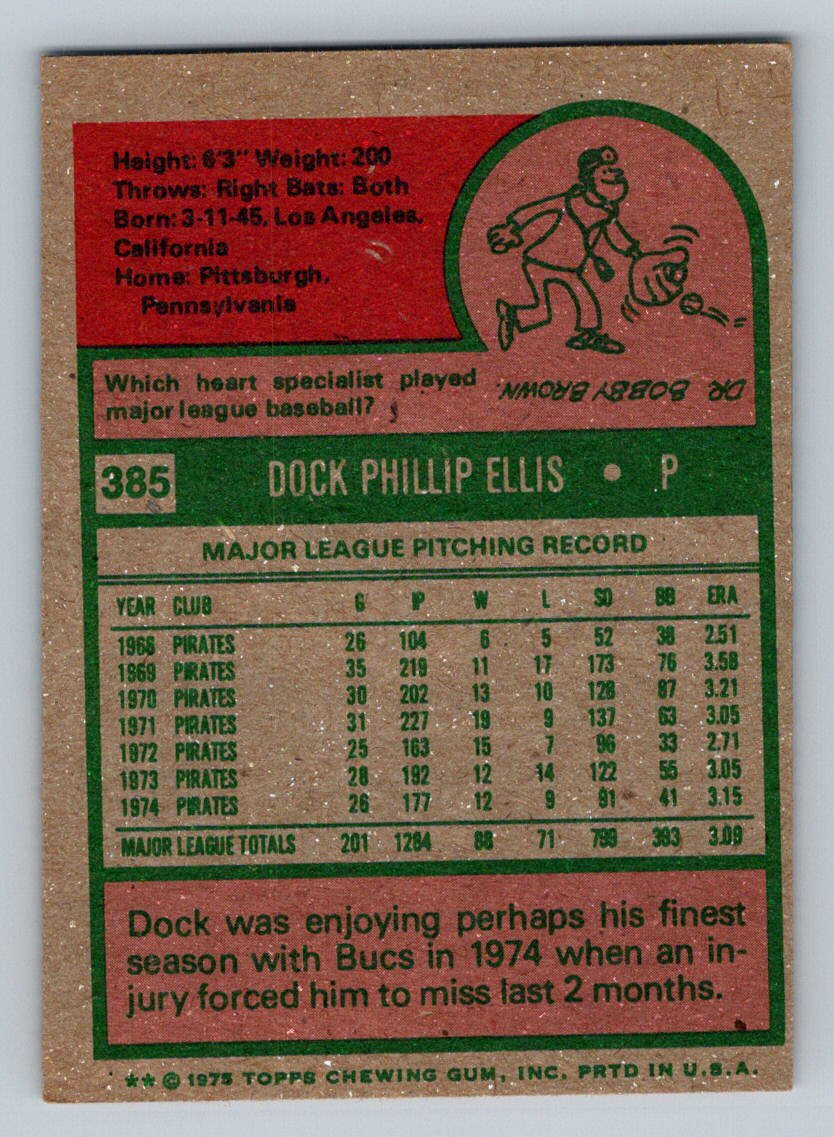 Height: 6'3" Weight: 200
Throws: Right Bats: Both
Born: 3-11-45, Los Angeles,
California
Home: Pittsburgh,
Pennsylvania
Which heart specialist played
major league baseball?
DR. BOBBY BROWN.
385 DOCK PHILLIP ELLIS • P
MAJOR LEAGUE PITCHING RECORD
YEAR CLUB G IP W L SO BB ERA
1968 PIRATES 26 104 6 5 52 38 2.51
1969 PIRATES 35 219 11 17 173 76 3.58
1970 PIRATES 30 202 13 10 128 87 3.21
1971 PIRATES 31 227 19 9 137 63 3.05
1972 PIRATES 25 163 15 7 96 33 2.71
1973 PIRATES 28 192 12 14 122 55 3.05
1974 PIRATES 26 177 12 9 91 41 3.15
MAJOR LEAGUE TOTALS 201 1284 88 71 799 393 3.09
Dock was enjoying perhaps his finest
season with Bucs in 1974 when an in-
jury forced him to miss last 2 months.
** © 1975 TOPPS CHEWING GUM, INC. PRTD IN U.S.A.